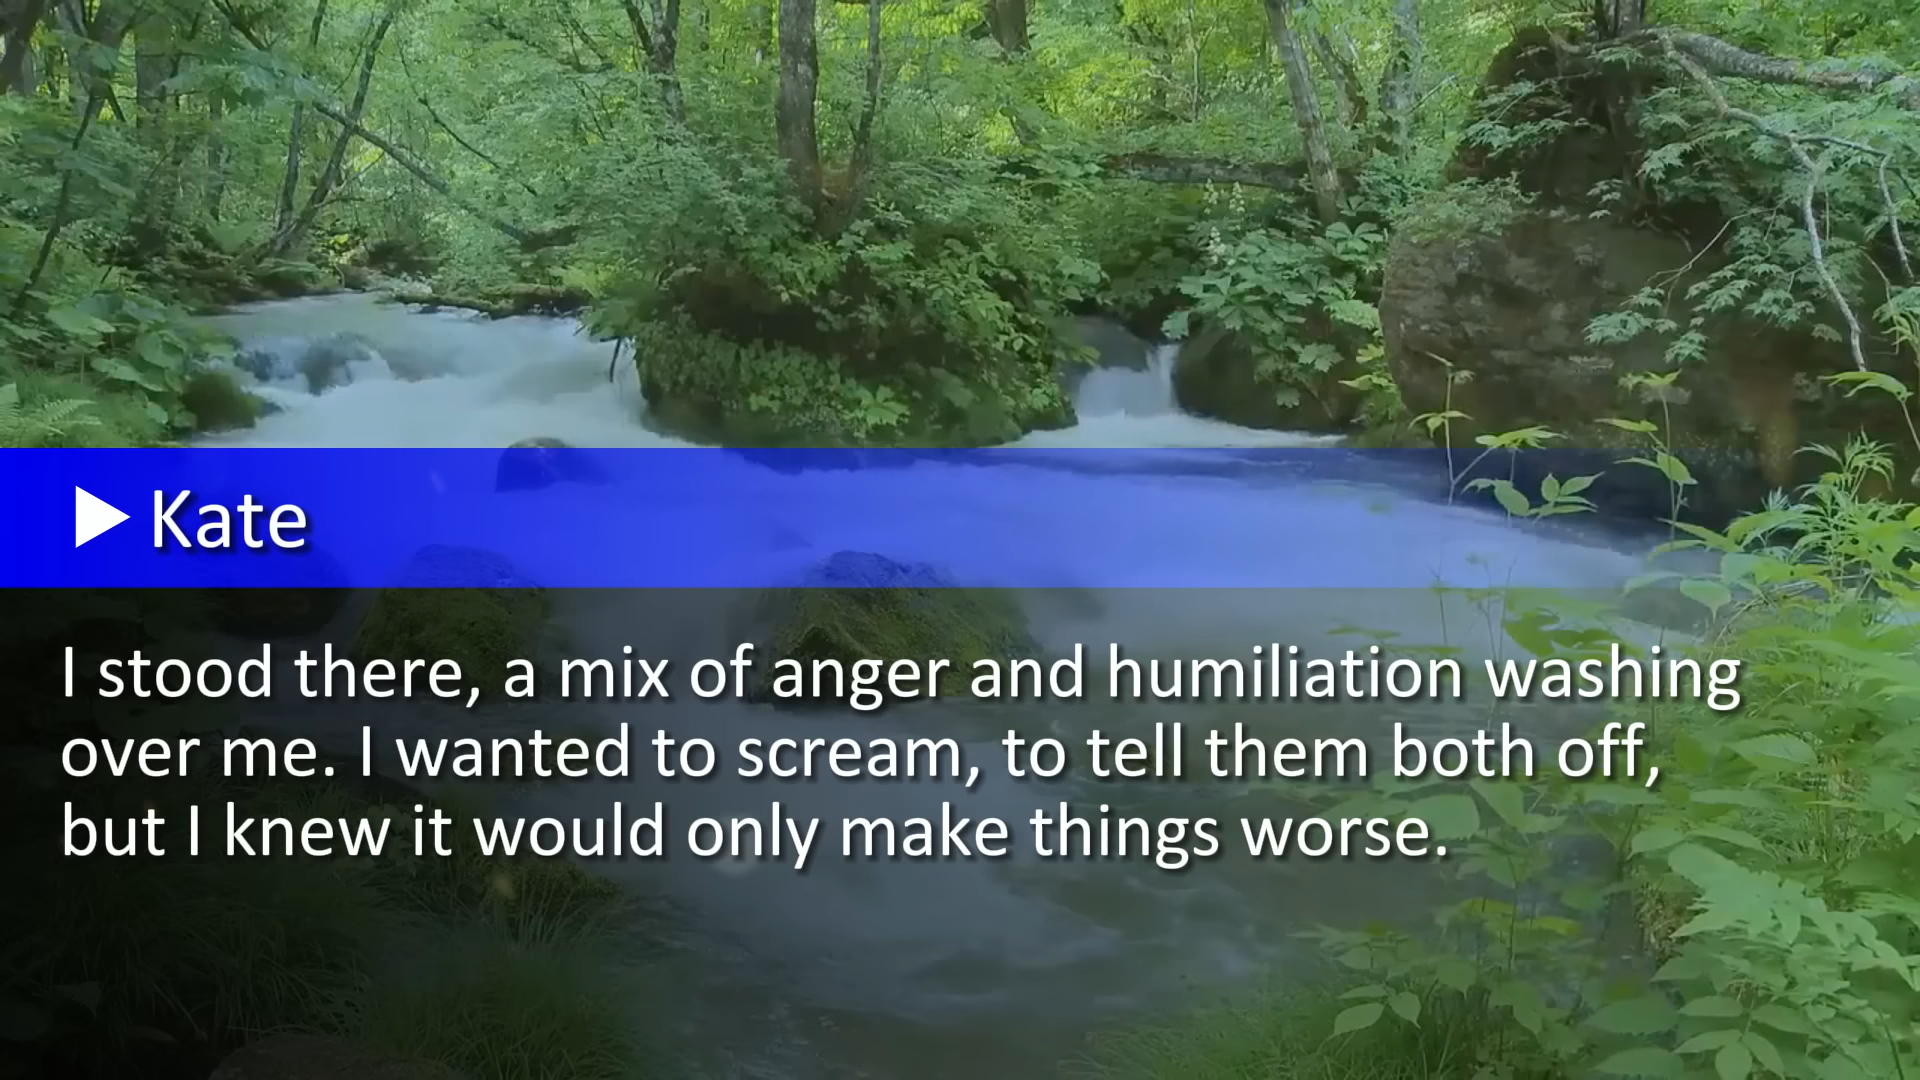 Kate
I stood there, a mix of anger and humiliation washing
over me. I wanted to scream, to tell them both off,
but I knew it would only make things worse.